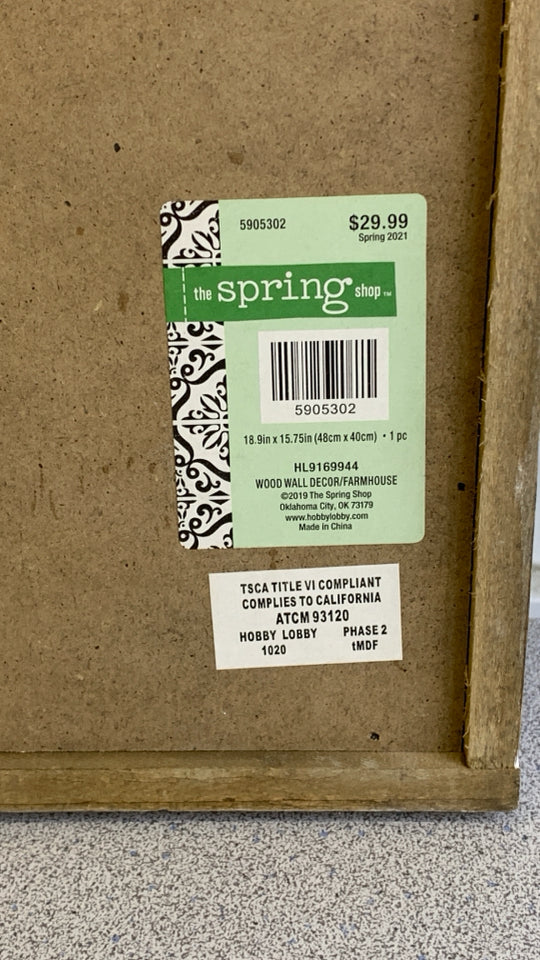 5905302 $29.99
Spring 2021
the spring shop™
5905302
18.9in x 15.75in (48cm x 40cm) • 1 pc
HL9169944
WOOD WALL DECOR/FARMHOUSE
©2019 The Spring Shop
Oklahoma City, OK 73179
www.hobbylobby.com
Made in China
TSCA TITLE VI COMPLIANT
COMPLIES TO CALIFORNIA
ATCM 93120
HOBBY LOBBY PHASE 2
1020 tMDF